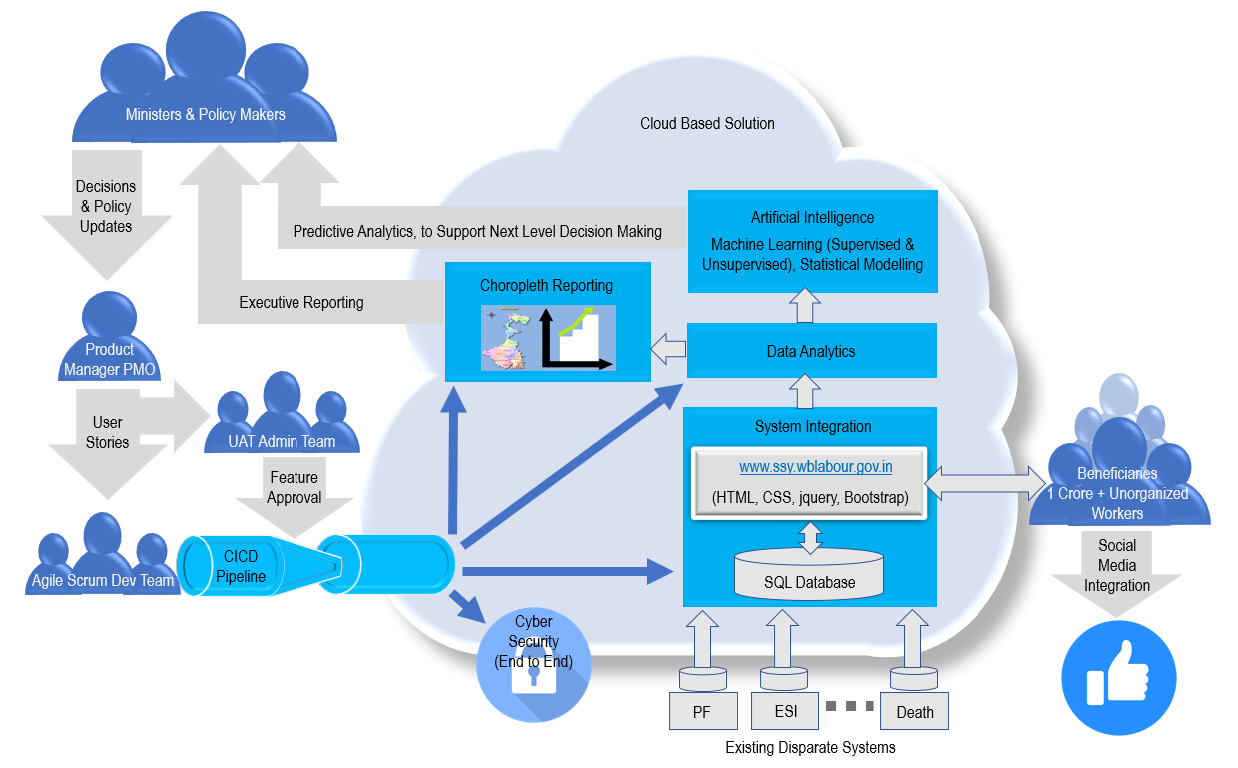 Ministers & Policy Makers
Cloud Based Solution
Decisions
& Policy
Updates
Predictive Analytics, to Support Next Level Decision Making
Artificial Intelligence
Machine Learning (Supervised &
Unsupervised), Statistical Modelling
Executive Reporting
Choropleth Reporting
Product
Manager PMO
Data Analytics
User
Stories
UAT Admin Team
System Integration
www.ssy.wblabour.gov.in
(HTML, CSS, jquery, Bootstrap)
Beneficiaries
1 Crore + Unorganized
Workers
Feature
Approval
Agile Scrum Dev Team
CICD
Pipeline
SQL Database
Social
Media
Integration
Cyber
Security
(End to End)
PF
ESI
Death
Existing Disparate Systems